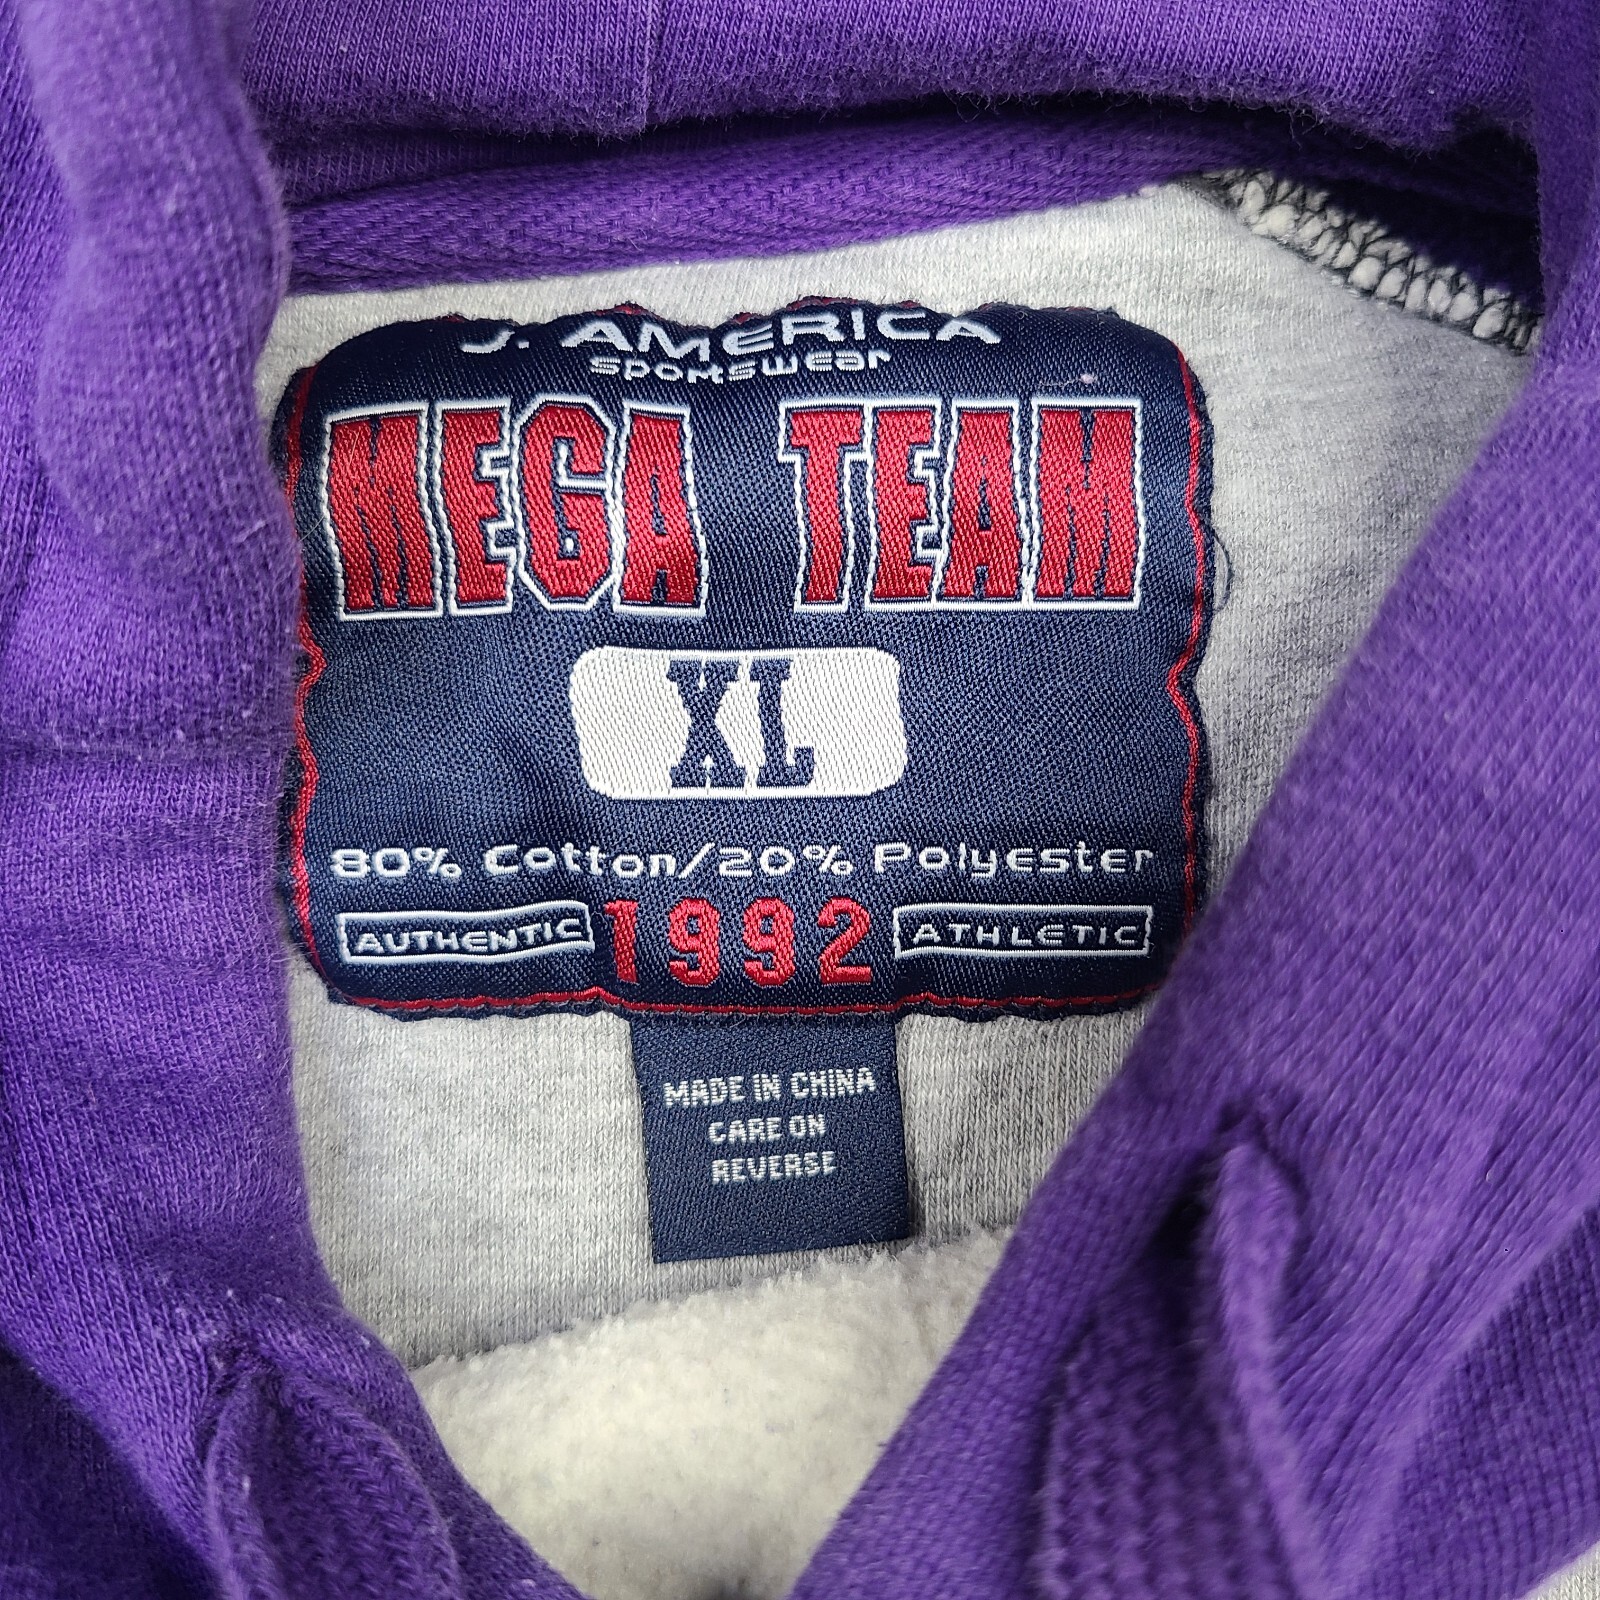 J. AMERICA
sportswear
MEGA TEAM
XL
80% Cotton/20% Polyester
AUTHENTIC 1992 ATHLETIC
MADE IN CHINA
CARE ON
REVERSE